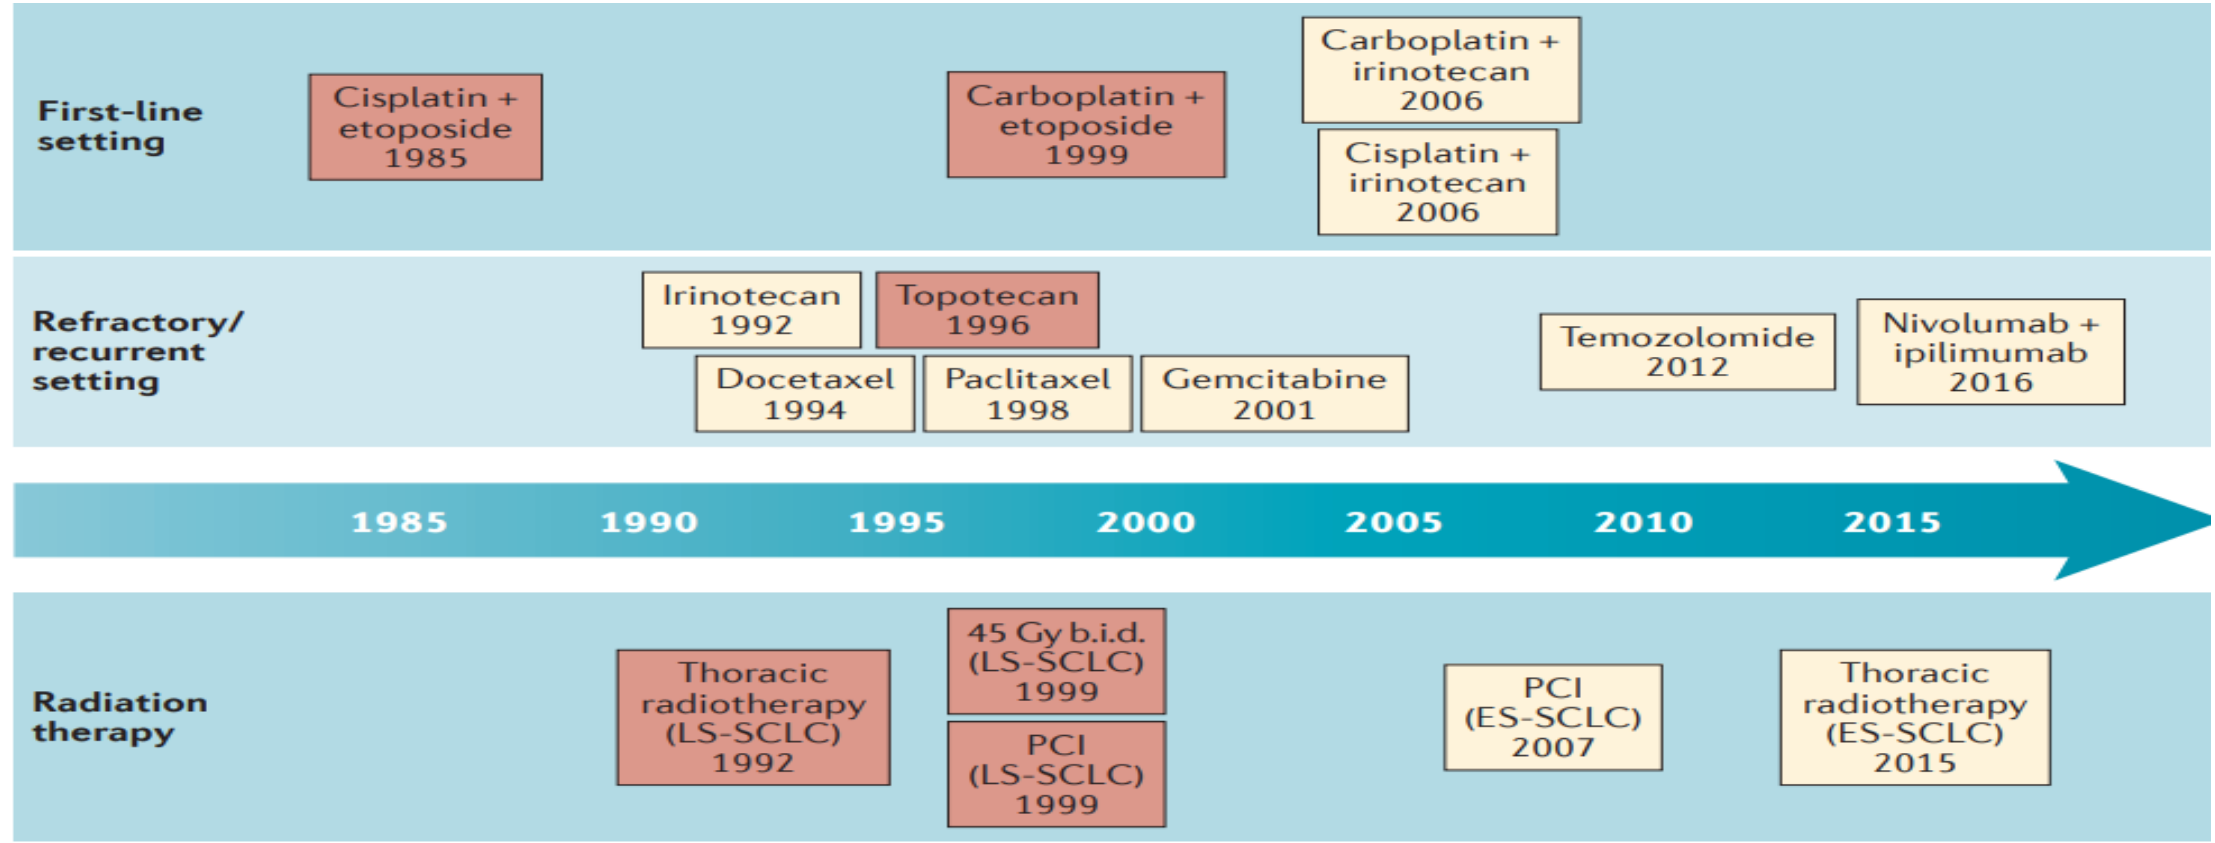 First-line
setting
Cisplatin +
etoposide
1985
Carboplatin +
etoposide
1999
Carboplatin +
irinotecan
2006
Cisplatin +
irinotecan
2006
Refractory/
recurrent
setting
Irinotecan
1992
Topotecan
1996
Docetaxel
1994
Paclitaxel
1998
Gemcitabine
2001
Temozolomide
2012
Nivolumab +
ipilimumab
2016
1985 1990 1995 2000 2005 2010 2015
Radiation
therapy
Thoracic
radiotherapy
(LS-SCLC)
1992
45 Gy b.i.d.
(LS-SCLC)
1999
PCI
(LS-SCLC)
1999
PCI
(ES-SCLC)
2007
Thoracic
radiotherapy
(ES-SCLC)
2015